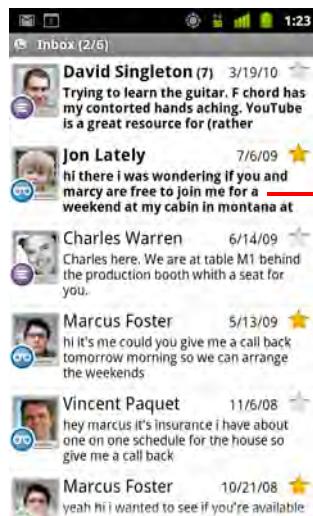 1:23
Inbox (2/6)
David Singleton (7) 3/19/10
Trying to learn the guitar. F chord has
my contorted hands aching. YouTube
is a great resource for (rather
Jon Lately 7/6/09
hi there i was wondering if you and
marcy are free to join me for a
weekend at my cabin in montana at
Charles Warren 6/14/09
Charles here. We are at table M1 behind
the production booth whith a seat for
you.
Marcus Foster 5/13/09
hi it's me could you give me a call back
tomorrow morning so we can arrange
the weekends
Vincent Paquet 11/6/08
hey marcus it's insurance i have about
one on one schedule for the house so
give me a call back
Marcus Foster 10/21/08
yeah hi i wanted to see if you're available